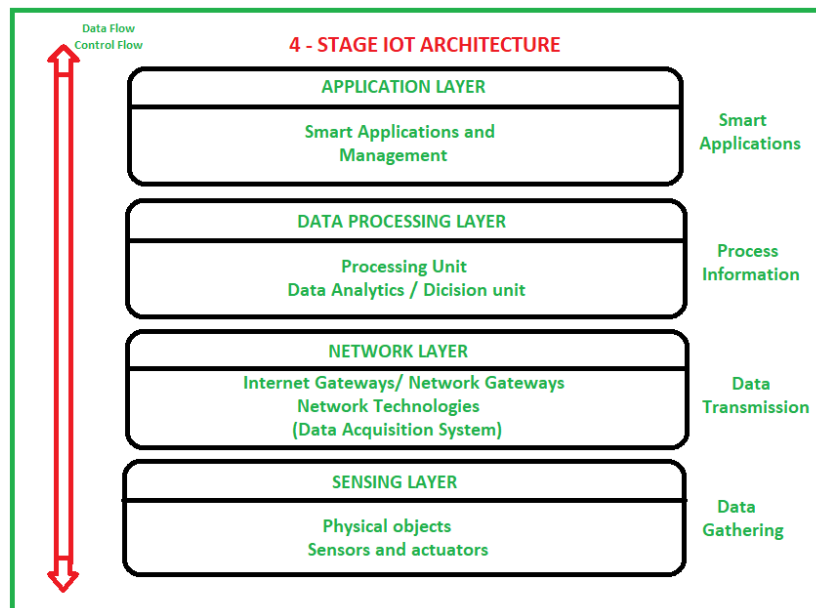 Data Flow
Control Flow
4 - STAGE IOT ARCHITECTURE
APPLICATION LAYER
Smart Applications and
Management
Smart
Applications
DATA PROCESSING LAYER
Processing Unit
Data Analytics / Dicision unit
Process
Information
NETWORK LAYER
Internet Gateways/ Network Gateways
Network Technologies
(Data Acquisition System)
Data
Transmission
SENSING LAYER
Physical objects
Sensors and actuators
Data
Gathering